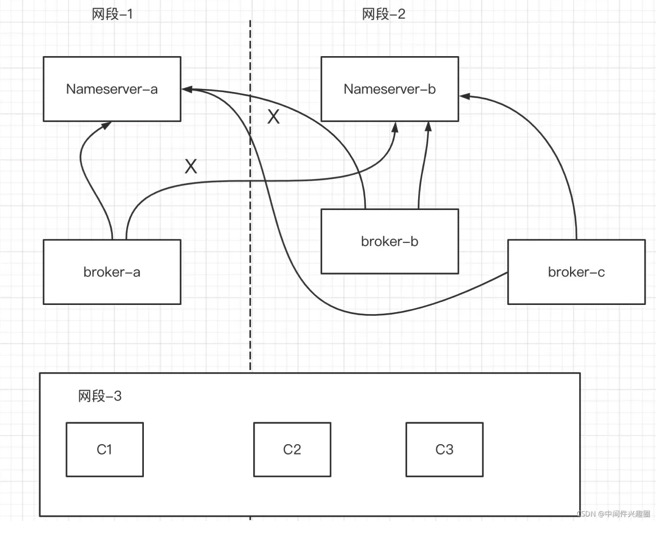 网段-1
网段-2
Nameserver-a
Nameserver-b
X
X
broker-b
broker-a
broker-c
网段-3
C1
C2
C3
CSDN @中间件兴趣圈